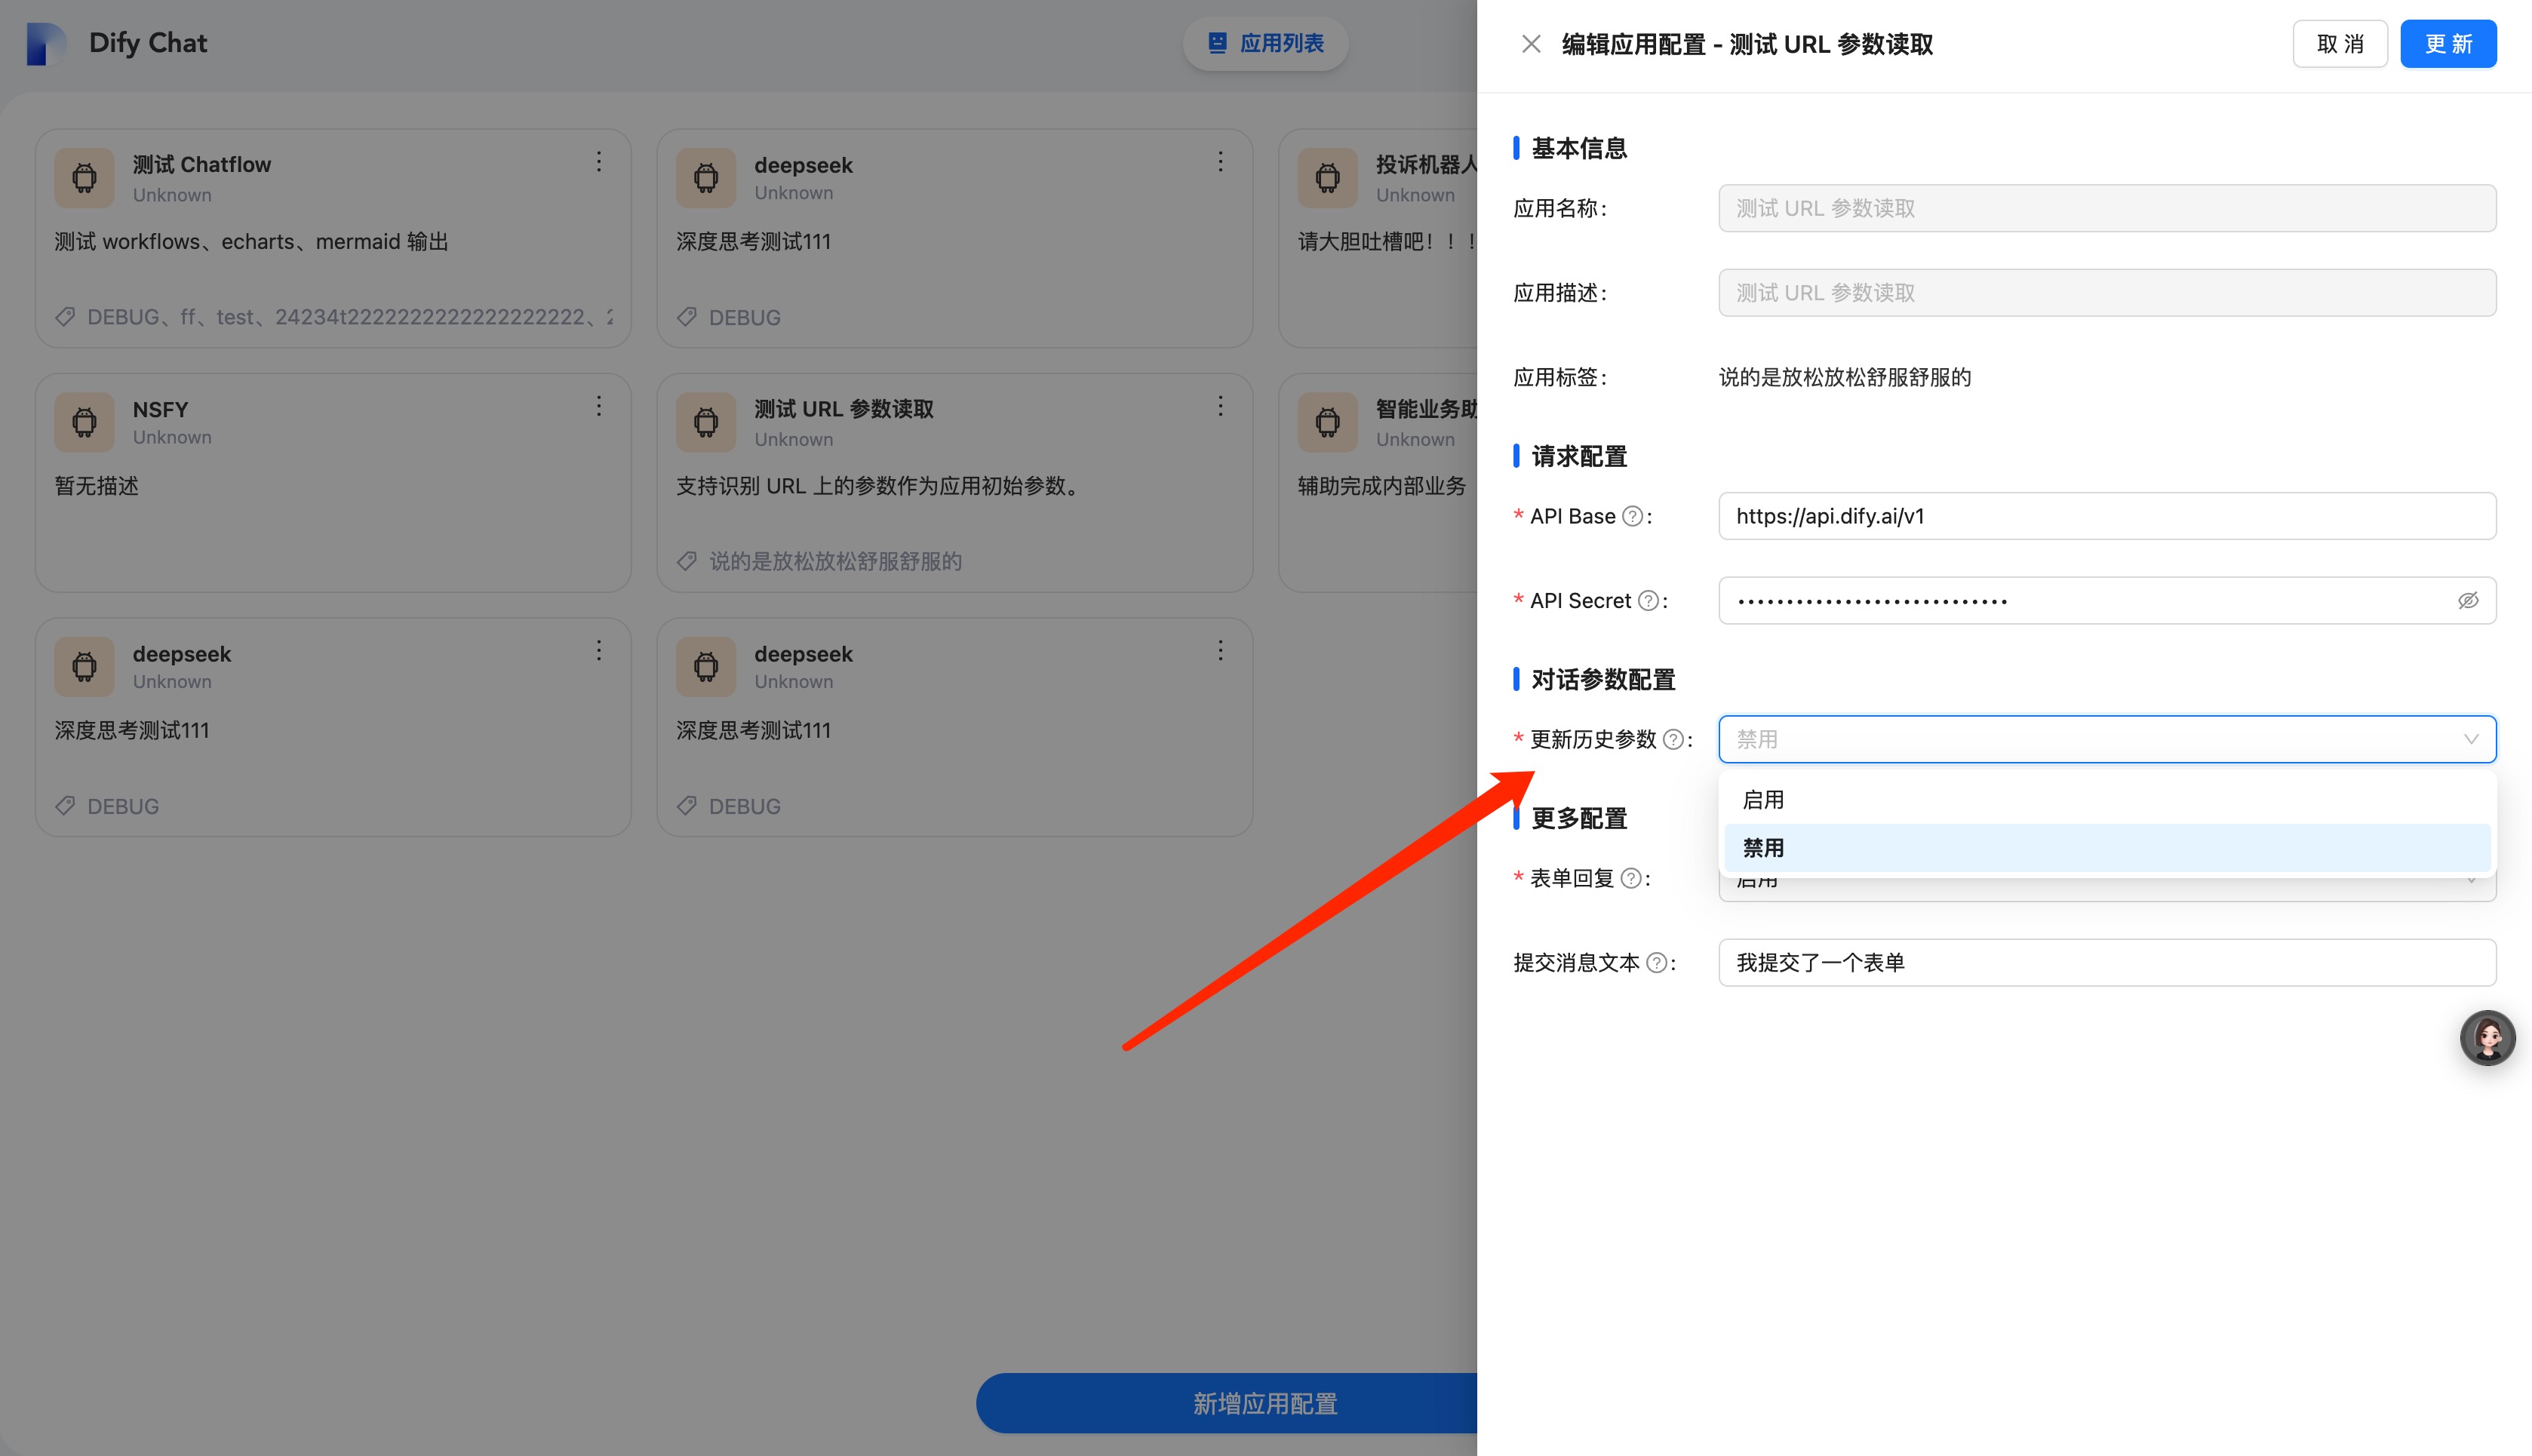 Dify Chat
应用列表
测试 Chatflow
Unknown
测试 workflows、echarts、mermaid 输出
DEBUG、ff、test、24234t2222222222222222222、
deepseek
Unknown
深度思考测试111
DEBUG
投诉机器人
Unknown
请大胆吐槽吧！！！
NSFY
Unknown
暂无描述
测试 URL 参数读取
Unknown
支持识别 URL 上的参数作为应用初始参数。
说的是放松放松舒服舒服的
智能业务助
Unknown
辅助完成内部业务
deepseek
Unknown
深度思考测试111
DEBUG
deepseek
Unknown
深度思考测试111
DEBUG
新增应用配置
编辑应用配置 - 测试 URL 参数读取
取 消
更 新
基本信息
应用名称:
测试 URL 参数读取
应用描述:
测试 URL 参数读取
应用标签:
说的是放松放松舒服舒服的
请求配置
* API Base ?:
https://api.dify.ai/v1
* API Secret ?:
对话参数配置
* 更新历史参数 ?:
禁用
启用
禁用
更多配置
* 表单回复 ?:
启用
提交消息文本 ?:
我提交了一个表单